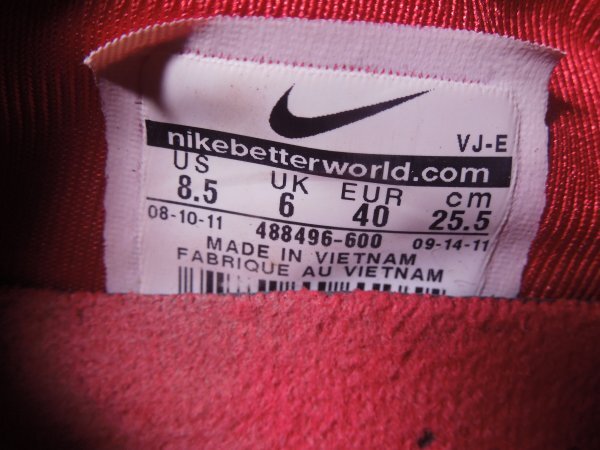 VJ-E
nikebetterworld.com
US UK EUR cm
8.5 6 40 25.5
08-10-11 488496-600 09-14-11
MADE IN VIETNAM
FABRIQUE AU VIETNAM